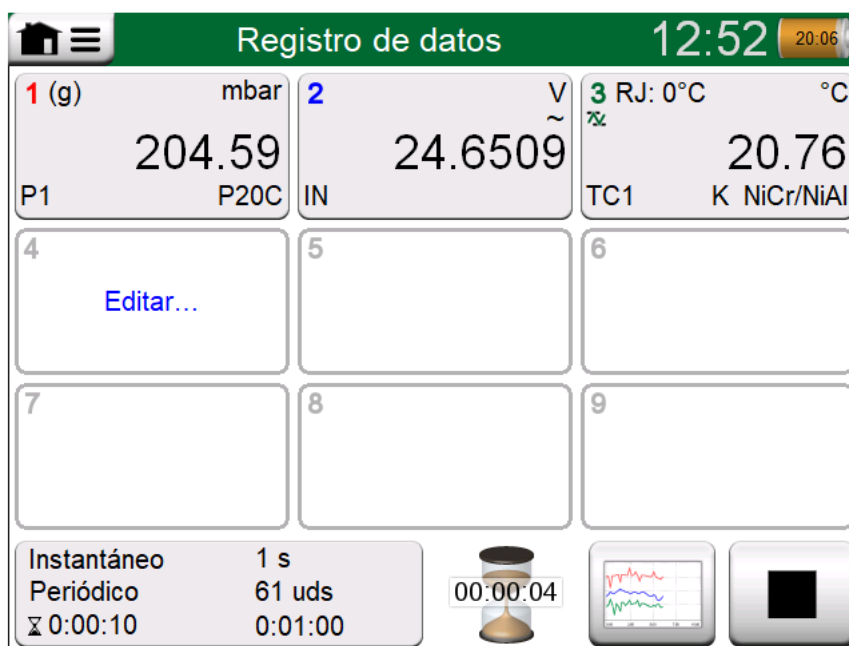 Registro de datos 12:52 20:06
1 (g) mbar
204.59
P1 P20C
2 V
~
24.6509
IN
3 RJ: 0°C °C
20.76
TC1 K NiCr/NiAl
4
Editar...
5
6
7
8
9
Instantáneo 1 s
Periódico 61 uds
0:00:10 0:01:00
00:00:04